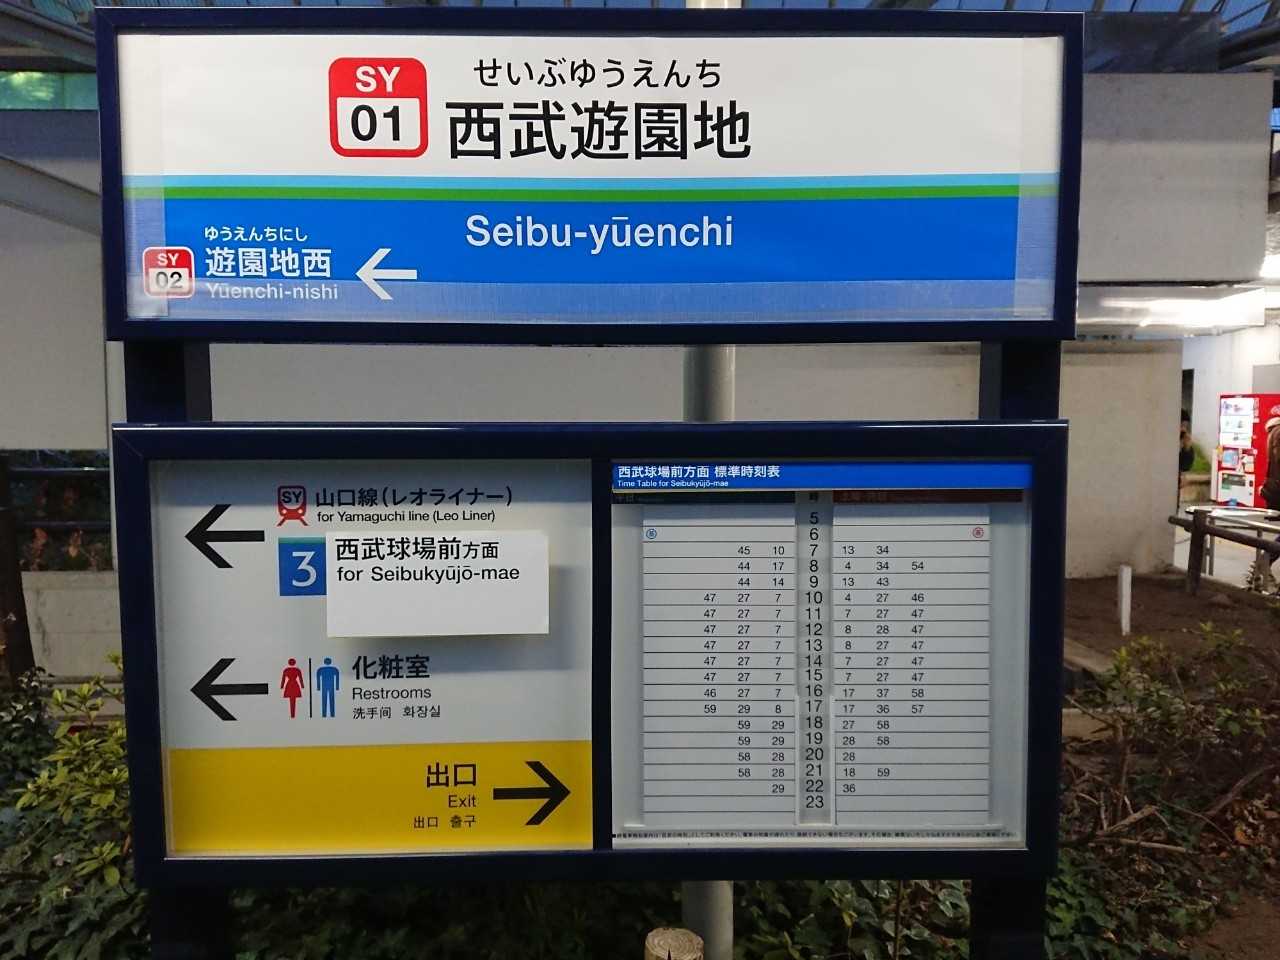 SY
01
せいぶゆうえんち
西武遊園地
Seibu-yūenchi
SY
02
ゆうえんちにし
遊園地西
Yūenchi-nishi
←
← SY 山口線(レオライナー)
for Yamaguchi line (Leo Liner)
3 西武球場前方面
for Seibukyūjō-mae
← 化粧室
Restrooms
洗手间 화장실
出口
Exit →
出口 출구
西武球場前方面 標準時刻表
Time Table for Seibukyūjō-mae
平日 時 土曜・休日
5
6
45 10 7 13 34
44 17 8 4 34 54
44 14 9 13 43
47 27 7 10 4 27 46
47 27 7 11 7 27 47
47 27 7 12 8 28 47
47 27 7 13 8 27 47
47 27 7 14 7 27 47
47 27 7 15 7 27 47
46 27 7 16 17 37 58
59 29 8 17 17 36 57
59 29 18 27 58
59 29 19 28 58
58 28 20 28
58 28 21 18 59
29 22 36
23